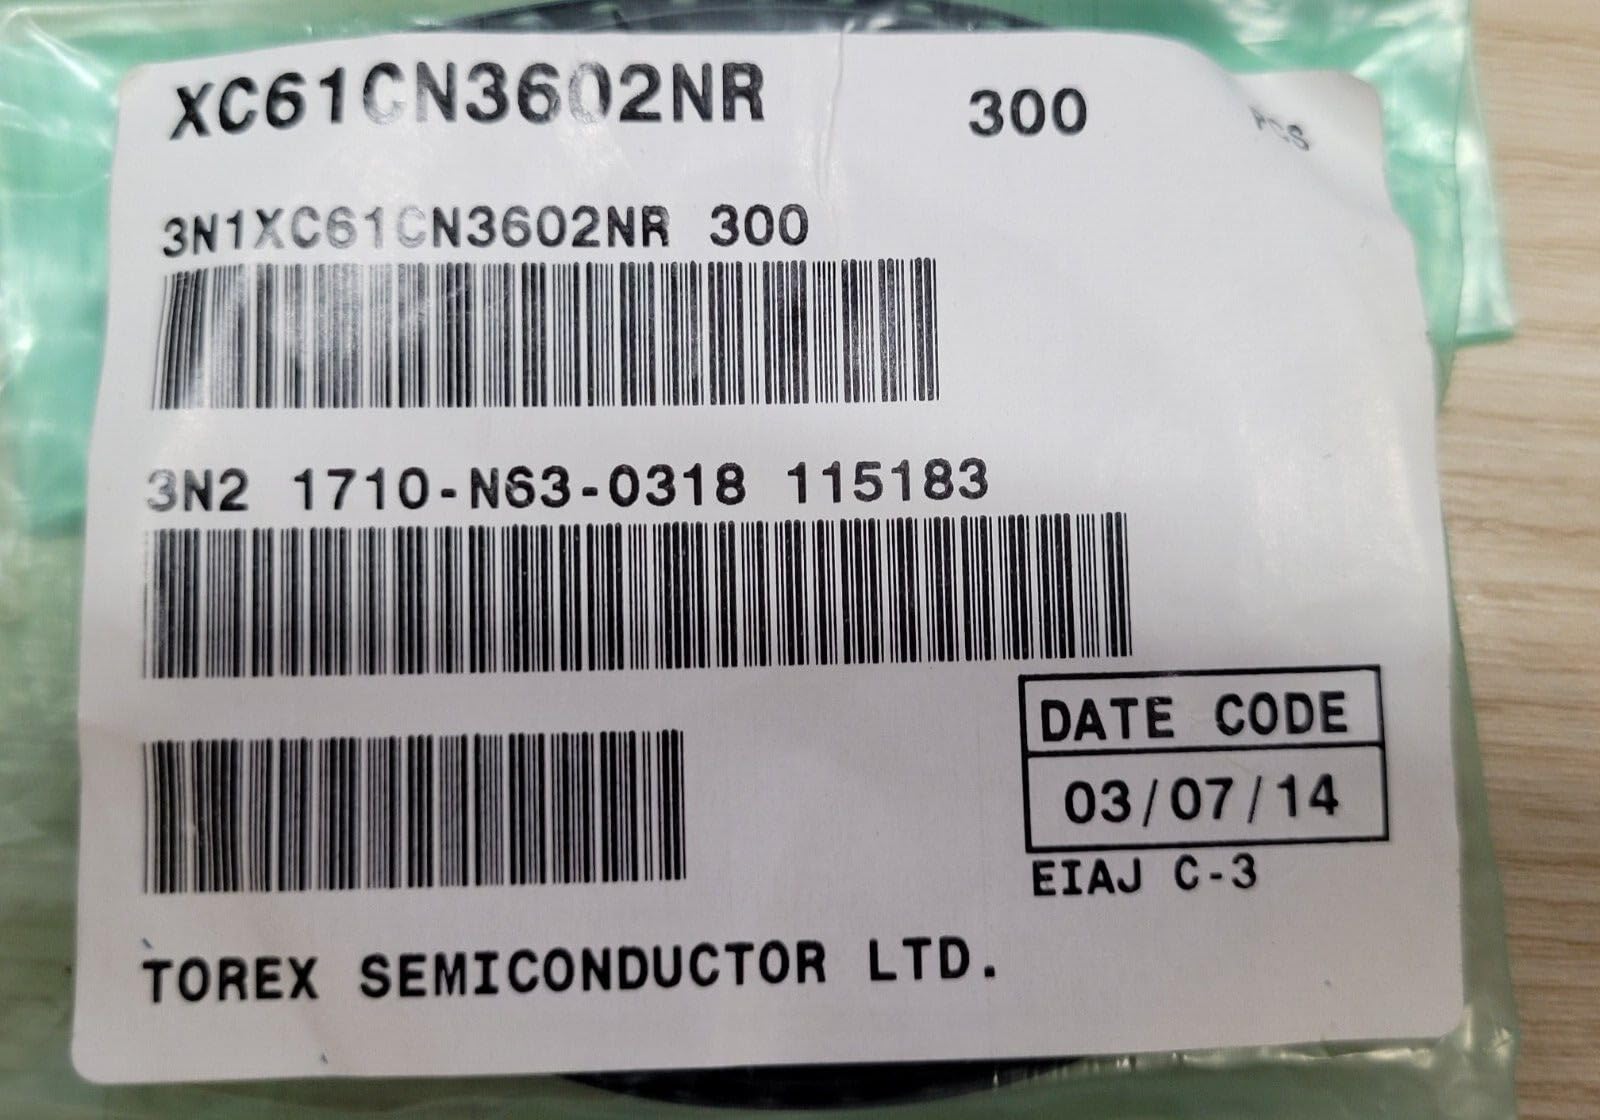 XC61CN3602NR 300 PCS
3N1XC61CN3602NR 300
3N2 1710-N63-0318 115183
DATE CODE
03/07/14
EIAJ C-3
TOREX SEMICONDUCTOR LTD.